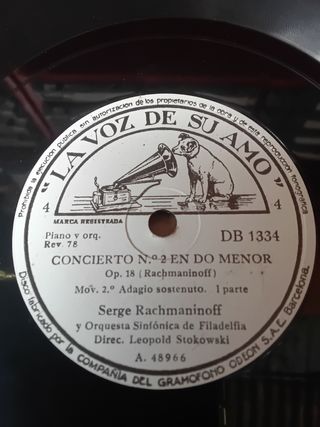 Prohibida la ejecución pública sin autorización de los propietarios de la obra y de esta reproducción fonográfica
"LA VOZ DE SU AMO"
4
4
MARCA REGISTRADA
Piano y orq.
Rev. 78
DB 1334
CONCIERTO N.º 2 EN DO MENOR
Op. 18 (Rachmaninoff)
Mov. 2.º Adagio sostenuto. 1 parte
Serge Rachmaninoff
y Orquesta Sinfónica de Filadelfia
Direc. Leopold Stokowski
A. 48966
Disco fabricado por la COMPAÑÍA DEL GRAMÓFONO ODEON S.A.E. Barcelona.